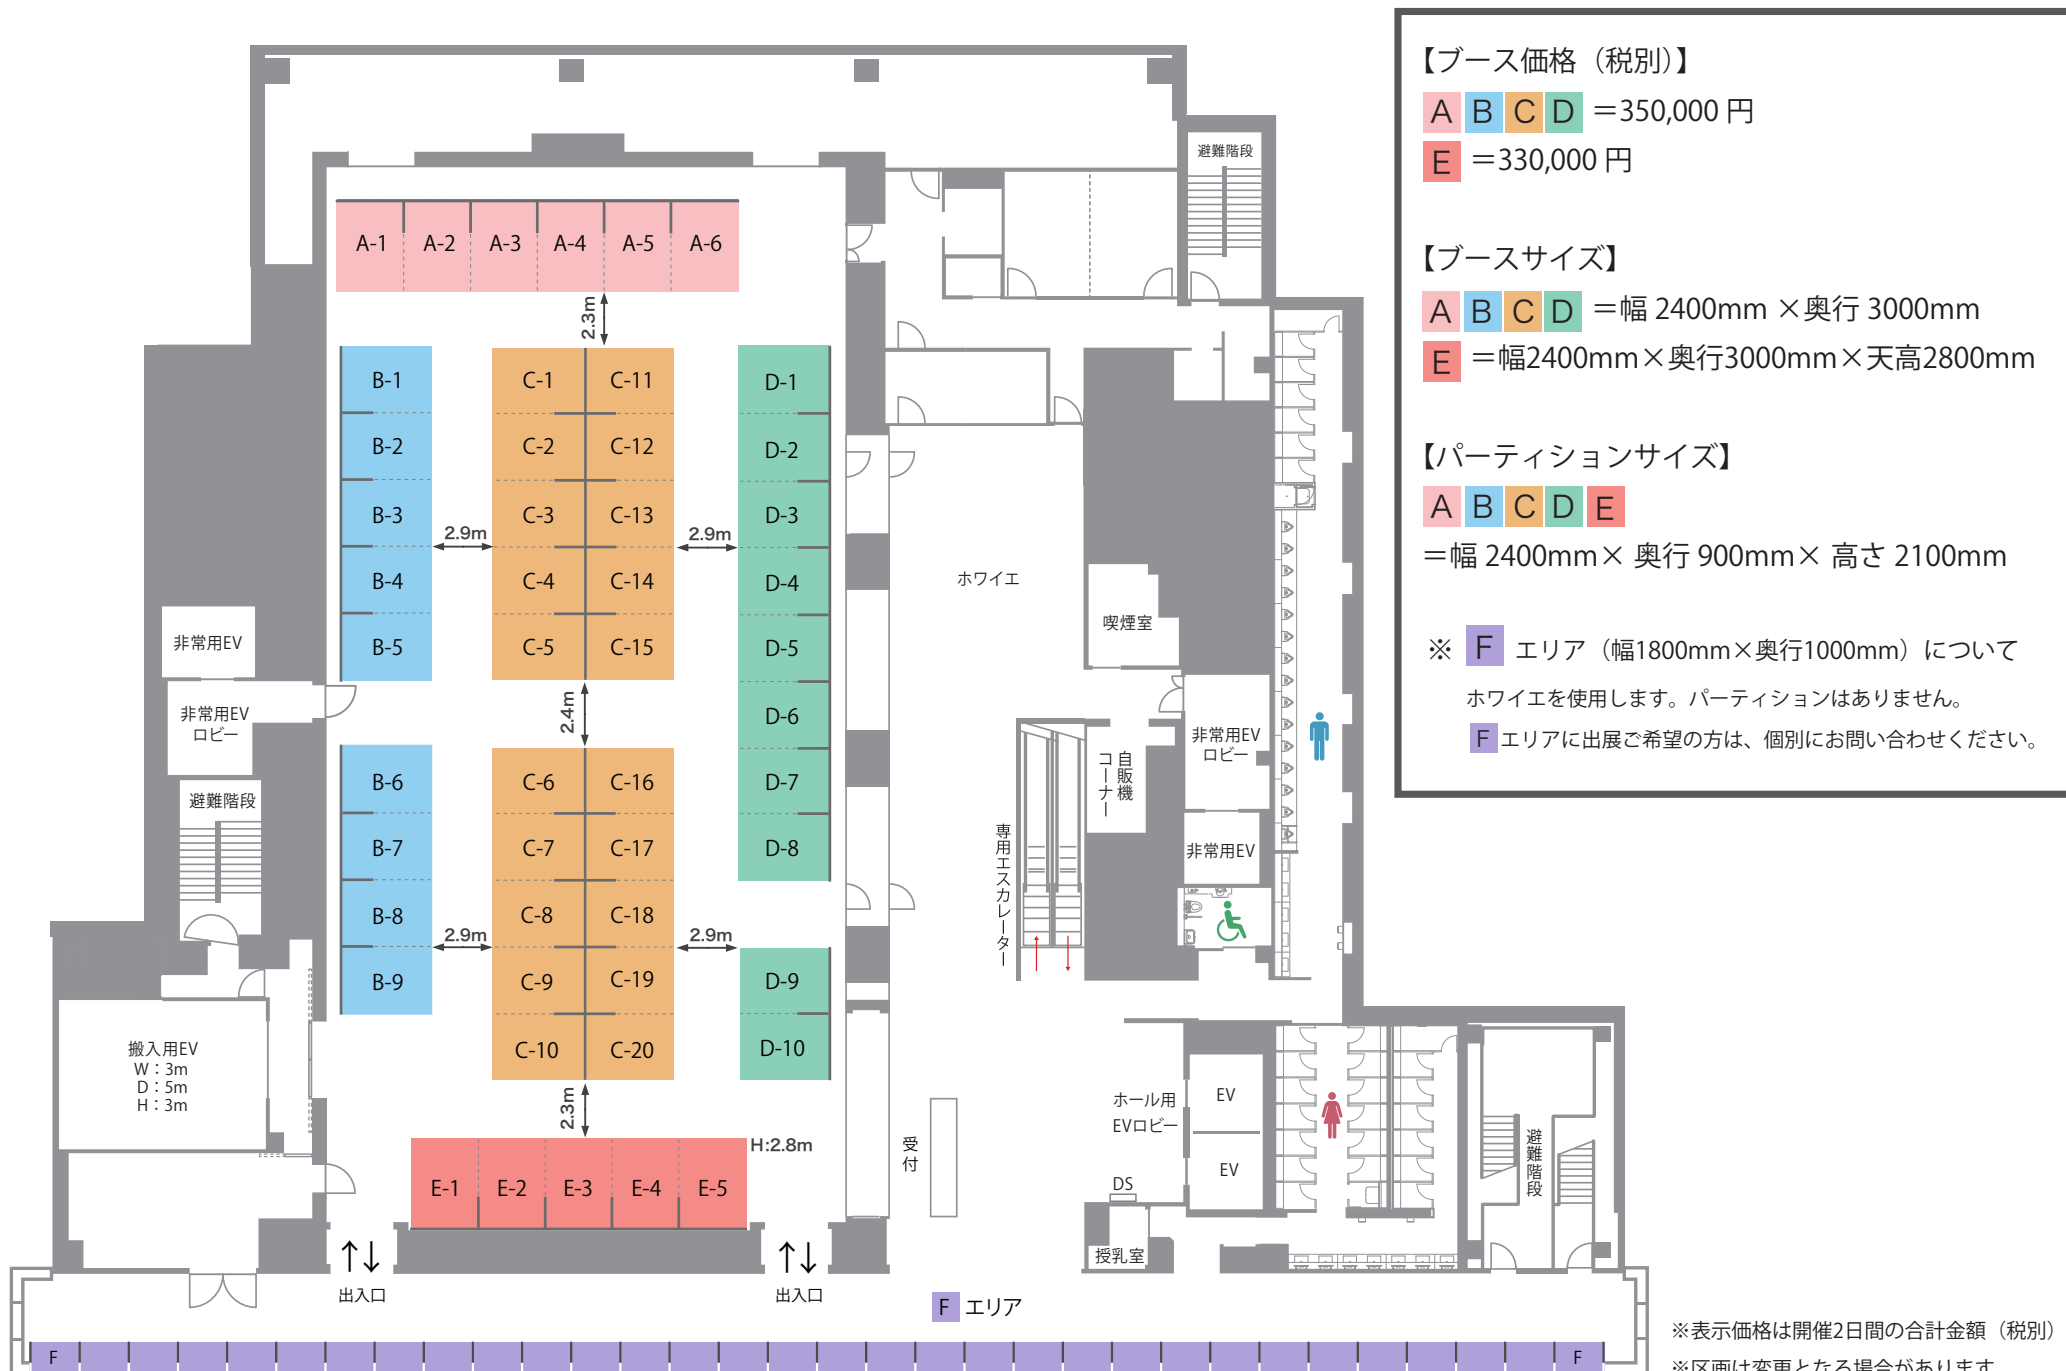 【ブース価格（税別）】
A B C D ＝350,000 円
E ＝330,000 円
【ブースサイズ】
A B C D ＝幅 2400mm ×奥行 3000mm
E ＝幅2400mm×奥行3000mm×天高2800mm
【パーティションサイズ】
A B C D E
＝幅 2400mm× 奥行 900mm× 高さ 2100mm
※ F エリア（幅1800mm×奥行1000mm）について
ホワイエを使用します。パーティションはありません。
F エリアに出展ご希望の方は、個別にお問い合わせください。
避難階段
A-1 A-2 A-3 A-4 A-5 A-6
2.3m
B-1 C-1 C-11 D-1
B-2 C-2 C-12 D-2
B-3 C-3 C-13 D-3
2.9m 2.9m
B-4 C-4 C-14 D-4
ホワイエ
喫煙室
非常用EV
B-5 C-5 C-15 D-5
非常用EV
ロビー
2.4m
D-6
非常用EV
ロビー
自販機
コーナー
避難階段
B-6 C-6 C-16 D-7
B-7 C-7 C-17 D-8
専用エスカレーター
非常用EV
B-8 C-8 C-18
2.9m 2.9m
B-9 C-9 C-19 D-9
C-10 C-20 D-10
搬入用EV
W：3m
D：5m
H：3m
2.3m
H:2.8m
受付
ホール用
EVロビー
EV
EV
DS
授乳室
避難階段
E-1 E-2 E-3 E-4 E-5
↑↓
出入口
↑↓
出入口
F エリア
F F
※表示価格は開催2日間の合計金額（税別）
※区画は変更となる場合があります